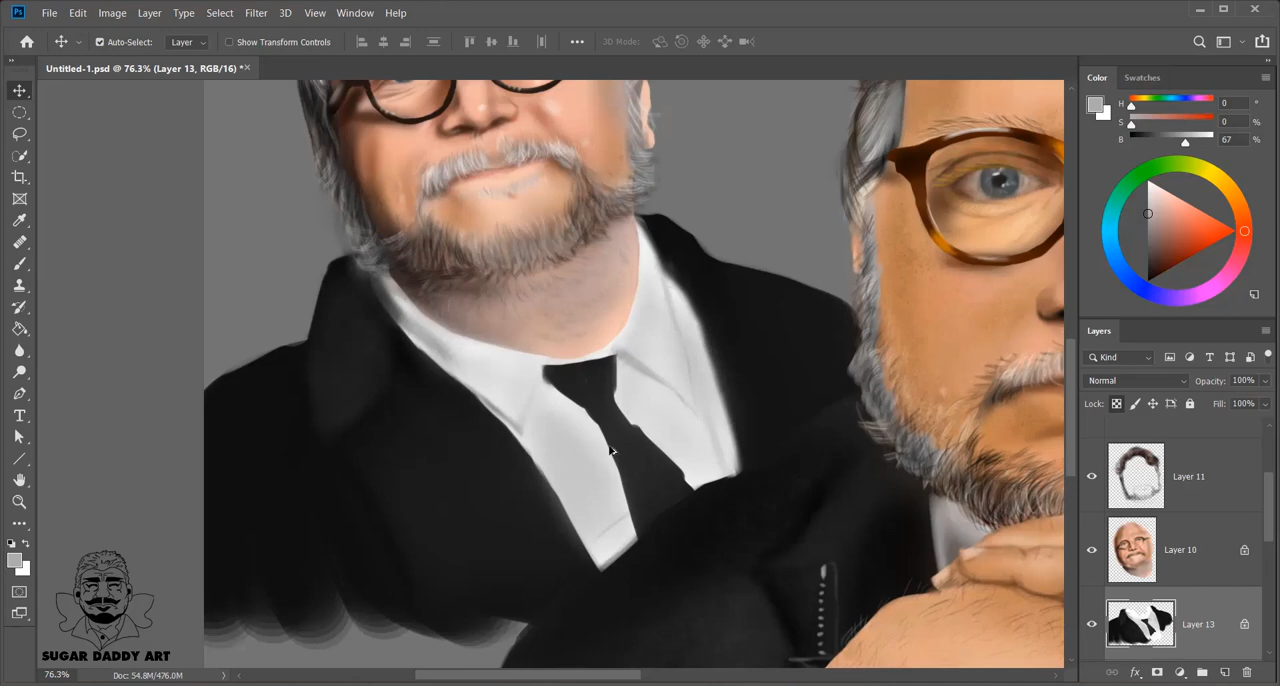 Ps File Edit Image Layer Type Select Filter 3D View Window Help
Auto-Select: Layer Show Transform Controls 3D Mode:
Untitled-1.psd @ 76.3% (Layer 13, RGB/16) *
Color Swatches
H 0 °
S 0 %
B 67 %
Layers
Kind
Normal Opacity: 100%
Lock: Fill: 100%
Layer 11
Layer 10
Layer 13
SUGAR DADDY ART
76.3% Doc: 54.8M/476.0M